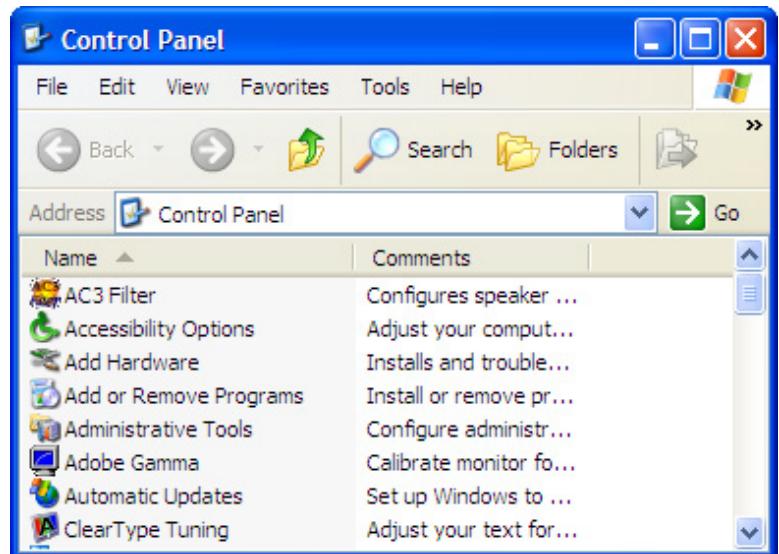 Control Panel
File Edit View Favorites Tools Help
Back Search Folders »
Address Control Panel Go
Name Comments
AC3 Filter Configures speaker ...
Accessibility Options Adjust your comput...
Add Hardware Installs and trouble...
Add or Remove Programs Install or remove pr...
Administrative Tools Configure administr...
Adobe Gamma Calibrate monitor fo...
Automatic Updates Set up Windows to ...
ClearType Tuning Adjust your text for...